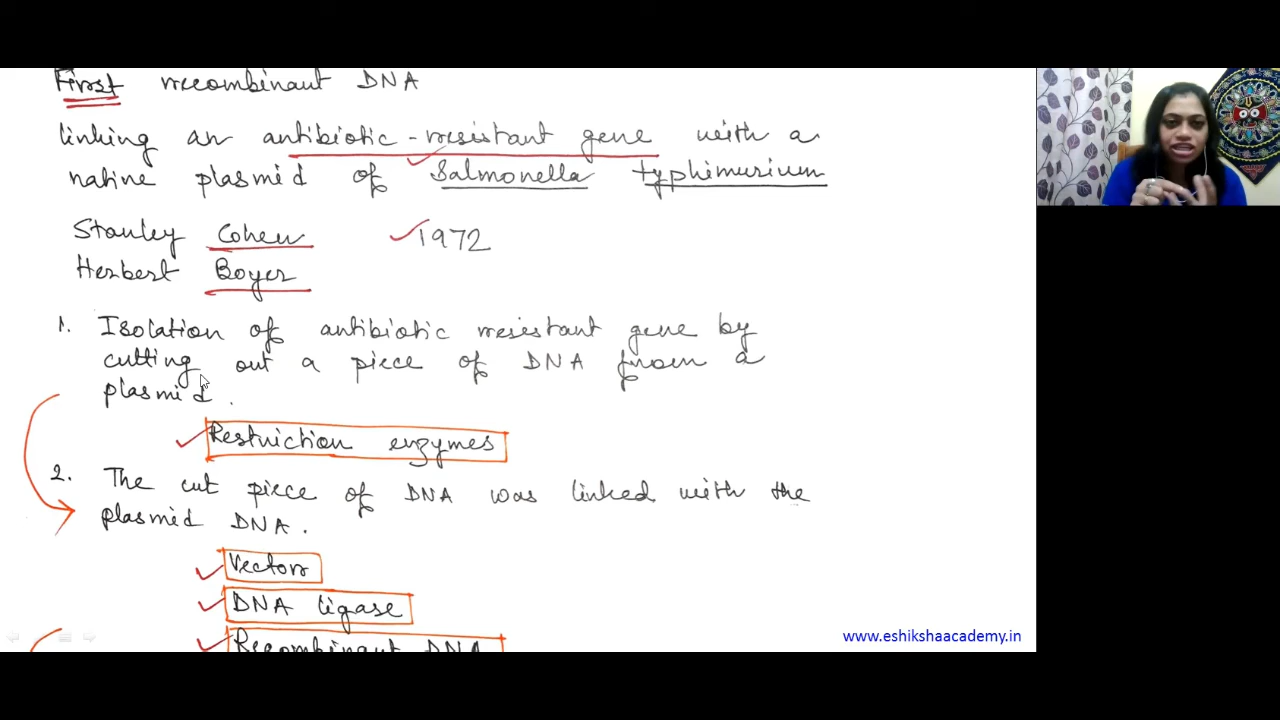 First recombinant DNA
linking an antibiotic-resistant gene with a
native plasmid of Salmonella typhimurium
Stanley Cohen 1972
Herbert Boyer
1. Isolation of antibiotic resistant gene by
cutting out a piece of DNA from a
plasmid.
Restriction enzymes
2. The cut piece of DNA was linked with the
plasmid DNA.
Vector
DNA ligase
Recombinant DNA
www.eshikshaacademy.in